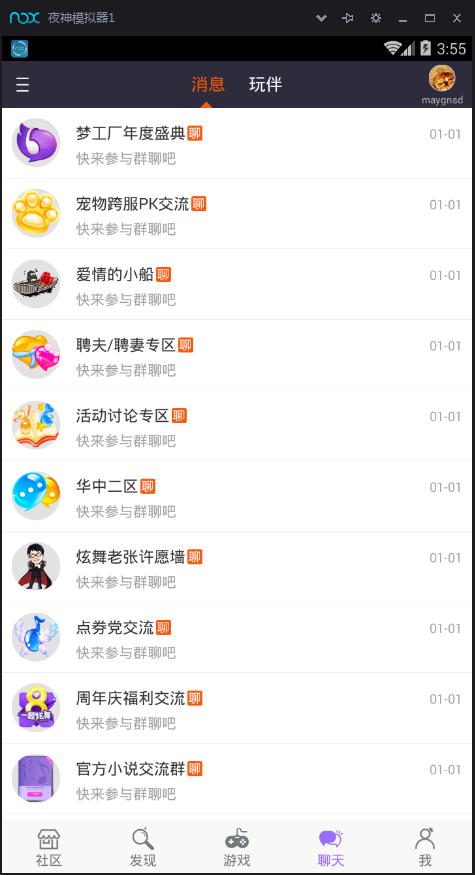 nox 夜神模拟器1
3:55
消息 玩伴
maygnsd
梦工厂年度盛典 聊 01-01
快来参与群聊吧
宠物跨服PK交流 聊 01-01
快来参与群聊吧
爱情的小船 聊 01-01
快来参与群聊吧
聘夫/聘妻专区 聊 01-01
快来参与群聊吧
活动讨论专区 聊 01-01
快来参与群聊吧
华中二区 聊 01-01
快来参与群聊吧
炫舞老张许愿墙 聊 01-01
快来参与群聊吧
点券党交流 聊 01-01
快来参与群聊吧
周年庆福利交流 聊 01-01
快来参与群聊吧
官方小说交流群 聊 01-01
快来参与群聊吧
社区 发现 游戏 聊天 我